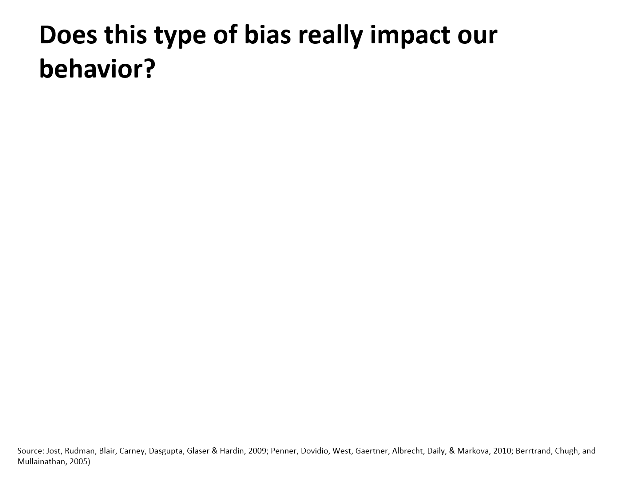 Does this type of bias really impact our
behavior?
Source: Jost, Rudman, Blair, Carney, Dasgupta, Glaser & Hardin, 2009; Penner, Dovidio, West, Gaertner, Albrecht, Daily, & Markova, 2010; Berrtrand, Chugh, and
Mullainathan, 2005)